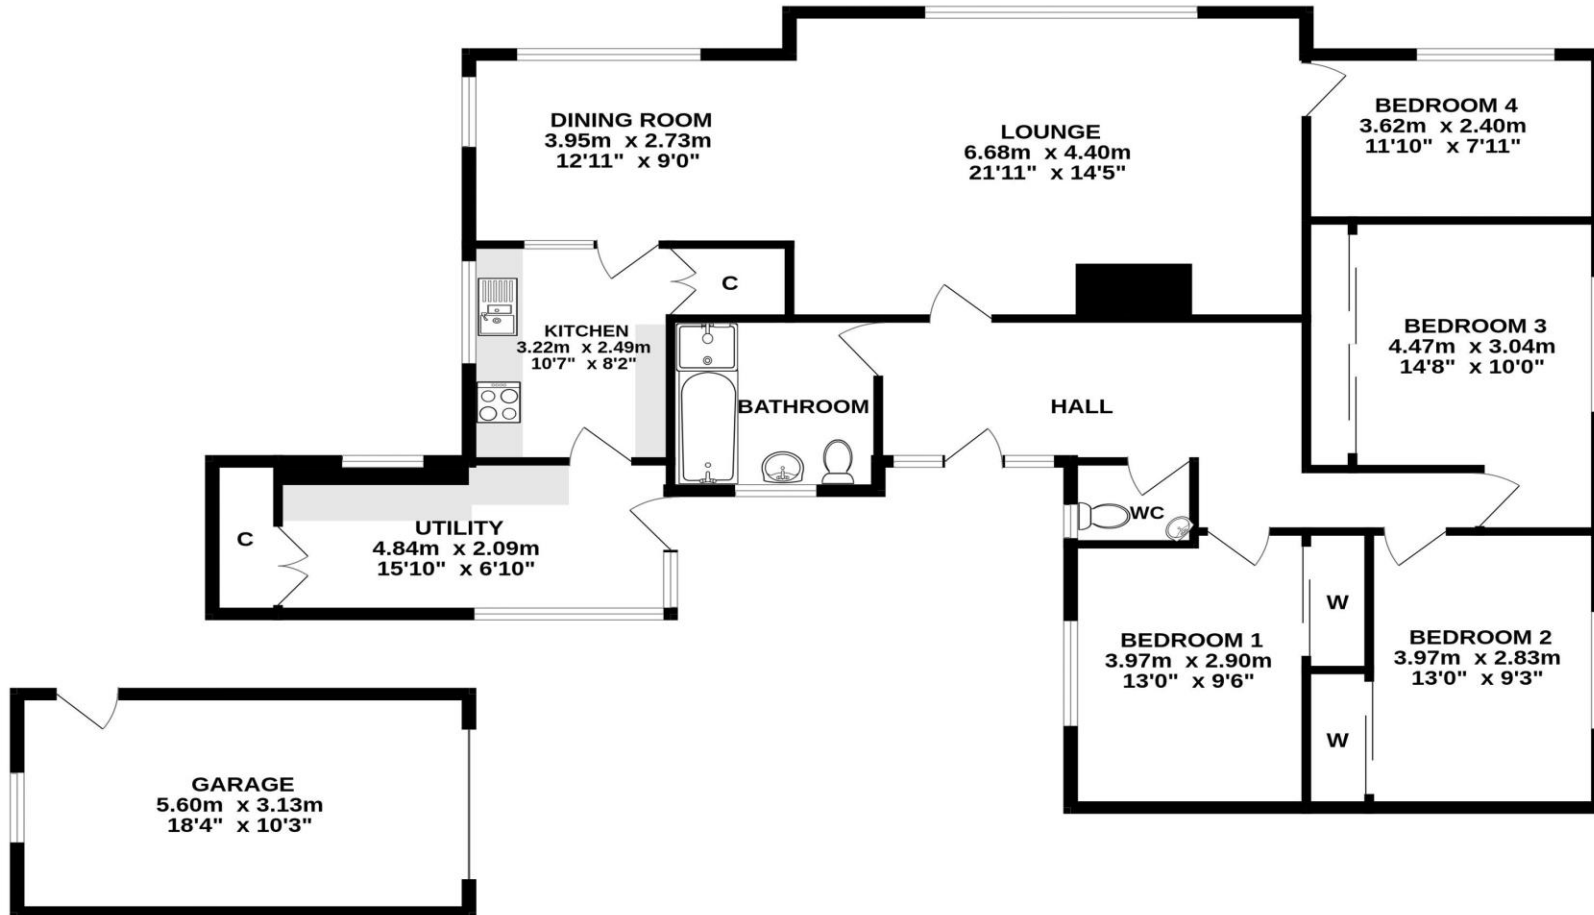 DINING ROOM
3.95m x 2.73m
12'11" x 9'0"
LOUNGE
6.68m x 4.40m
21'11" x 14'5"
BEDROOM 4
3.62m x 2.40m
11'10" x 7'11"
C
KITCHEN
3.22m x 2.49m
10'7" x 8'2"
BEDROOM 3
4.47m x 3.04m
14'8" x 10'0"
BATHROOM
HALL
C
UTILITY
4.84m x 2.09m
15'10" x 6'10"
WC
BEDROOM 1
3.97m x 2.90m
13'0" x 9'6"
W
W
BEDROOM 2
3.97m x 2.83m
13'0" x 9'3"
GARAGE
5.60m x 3.13m
18'4" x 10'3"